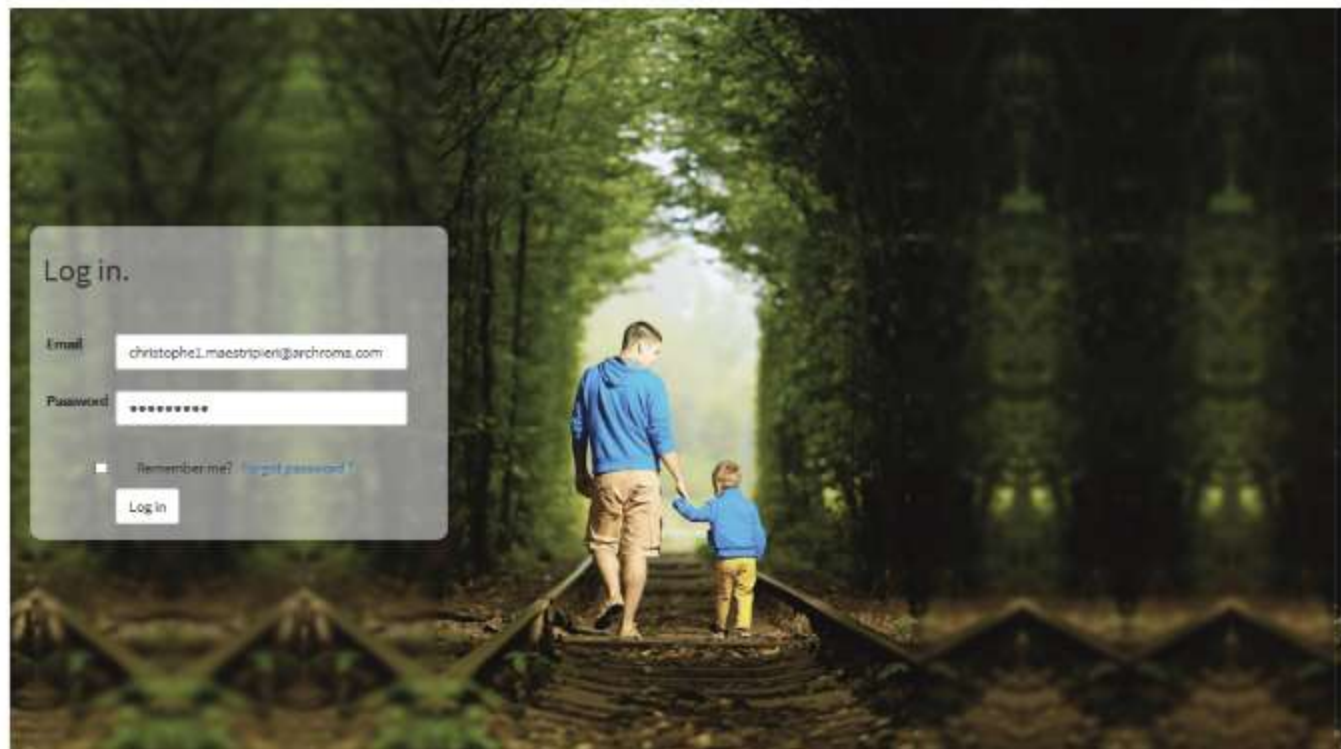 Log in.
Email
christophe1.maestripieri@archroma.com
Password
•••••••••
Remember me? Forgot password ?
Log in